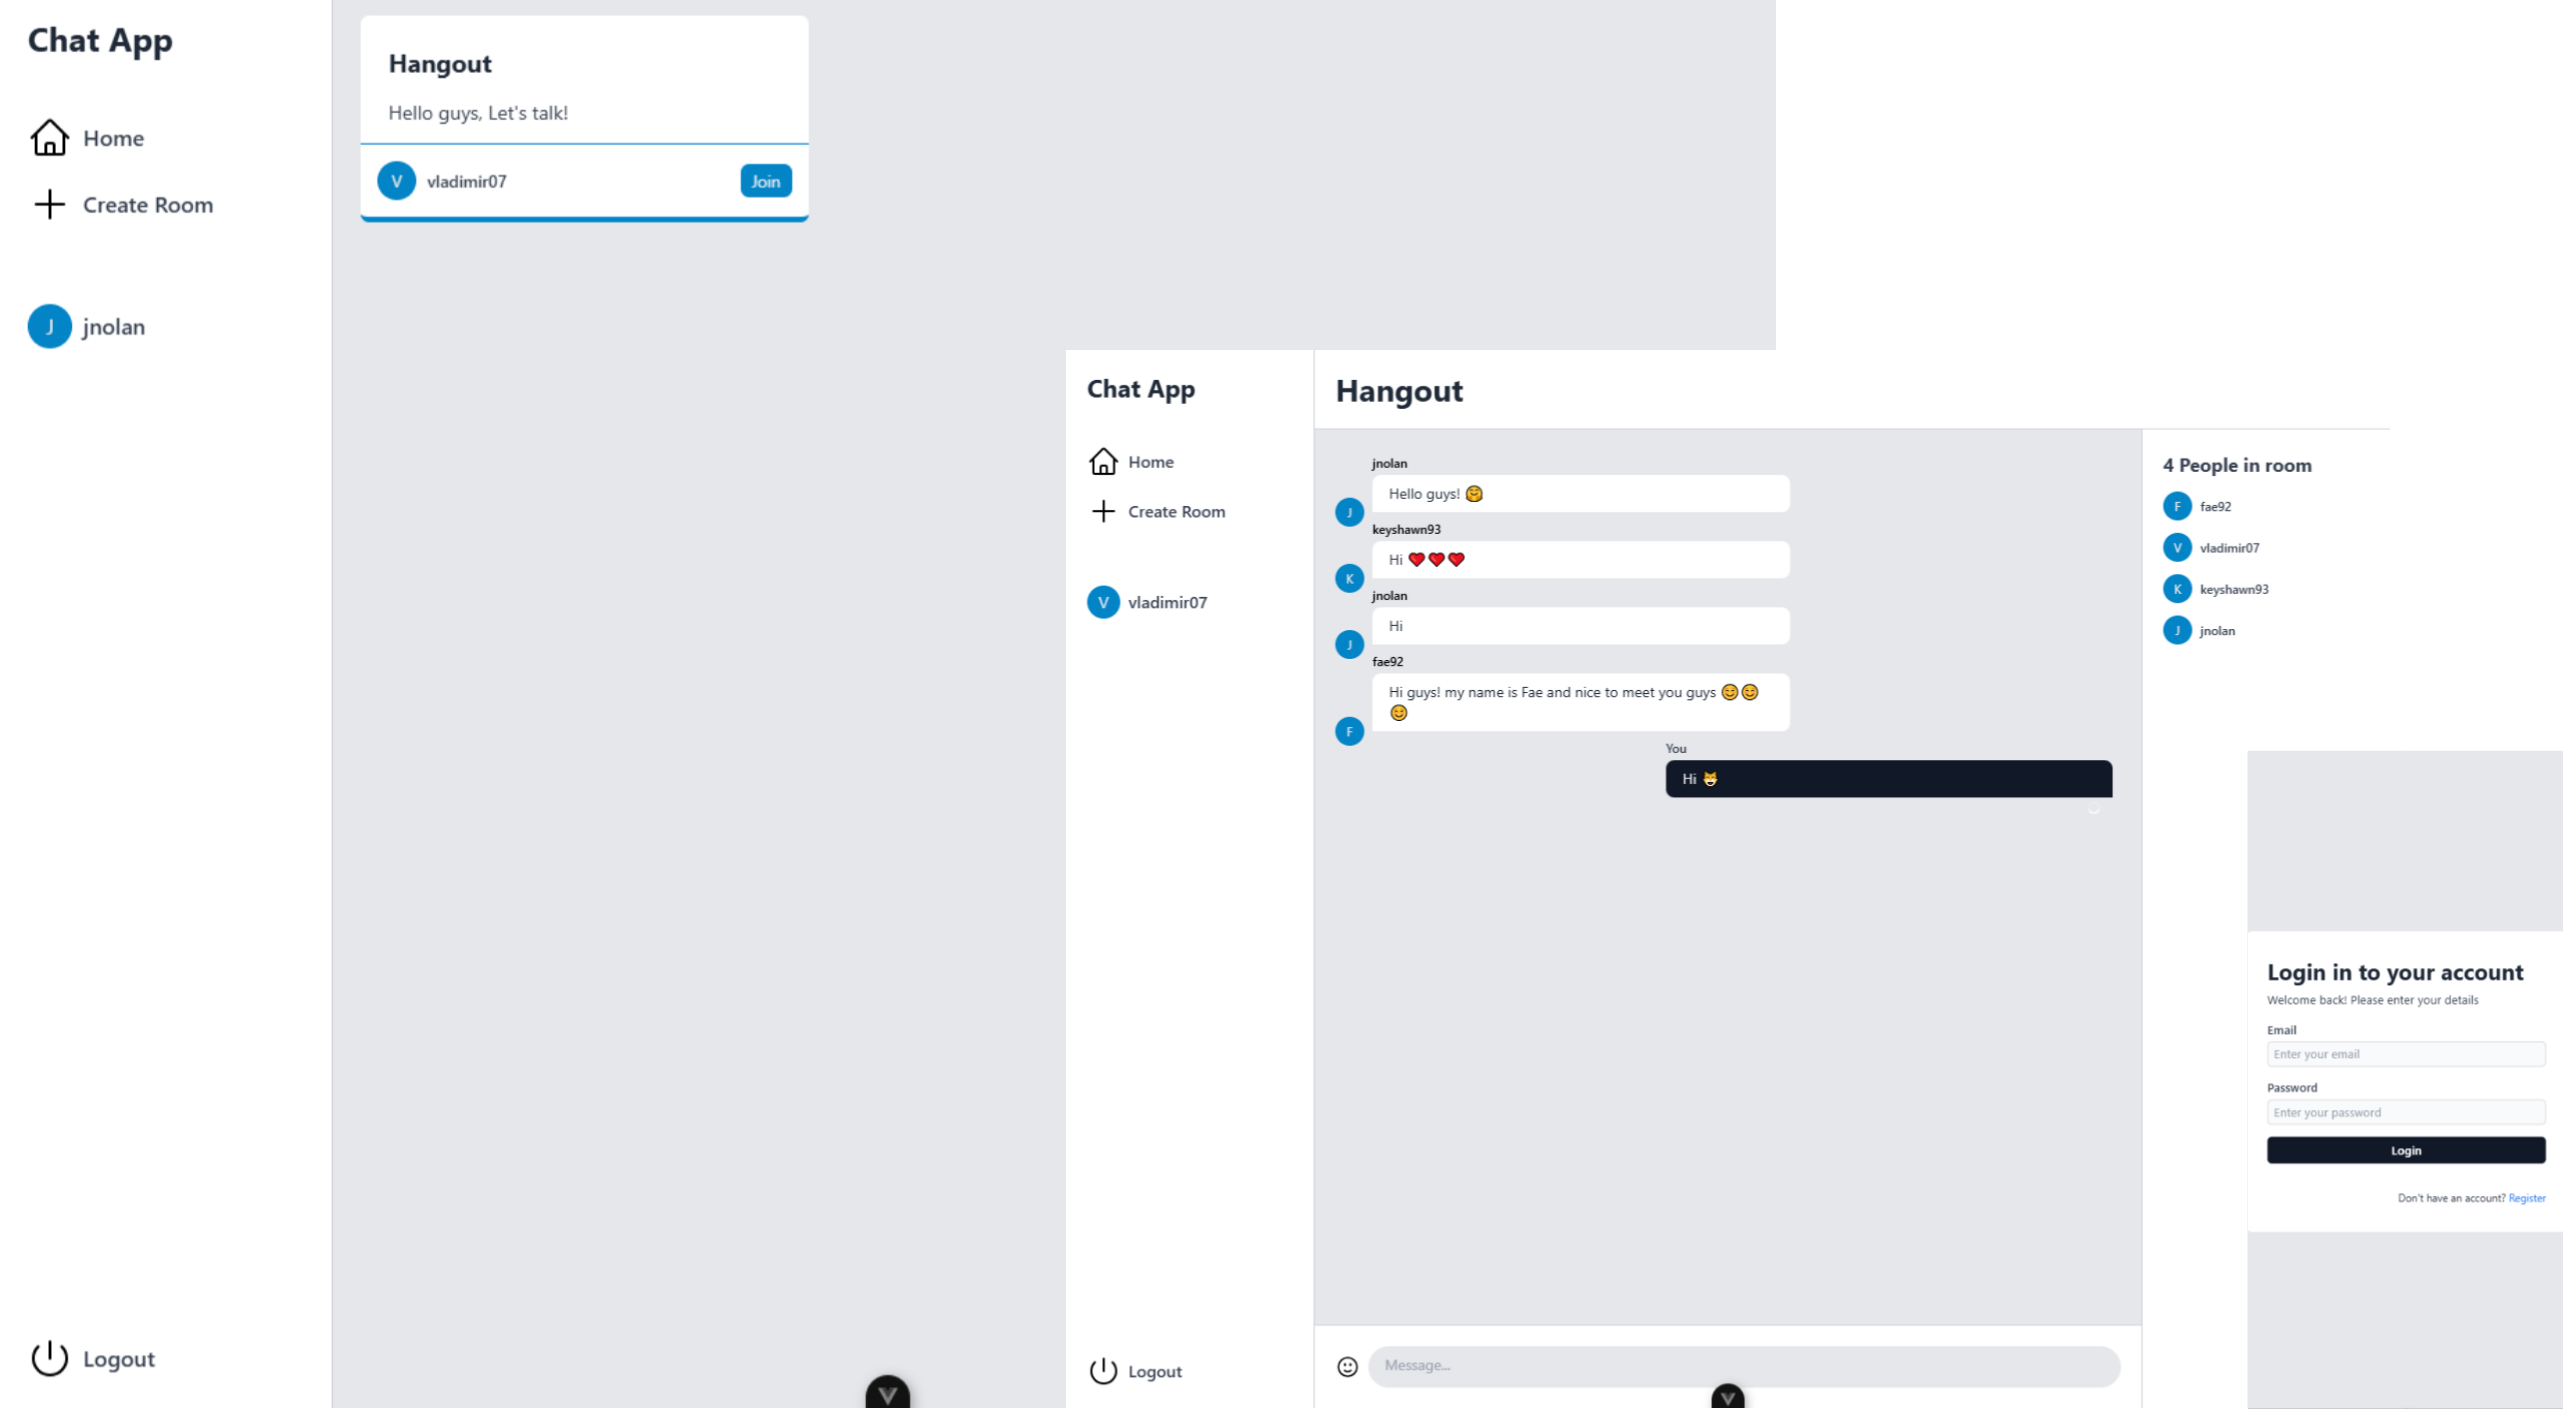 Chat App
Home
Create Room
J jnolan
Logout
Hangout
Hello guys, Let's talk!
V vladimir07 Join
Chat App
Home
Create Room
V vladimir07
Logout
Hangout
jnolan
Hello guys! 🤗
J
keyshawn93
Hi ❤️❤️❤️
K
jnolan
Hi
J
fae92
Hi guys! my name is Fae and nice to meet you guys 😊😊
😊
F
You
Hi 😺
Message...
4 People in room
F fae92
V vladimir07
K keyshawn93
J jnolan
Login in to your account
Welcome back! Please enter your details
Email
Enter your email
Password
Enter your password
Login
Don't have an account? Register